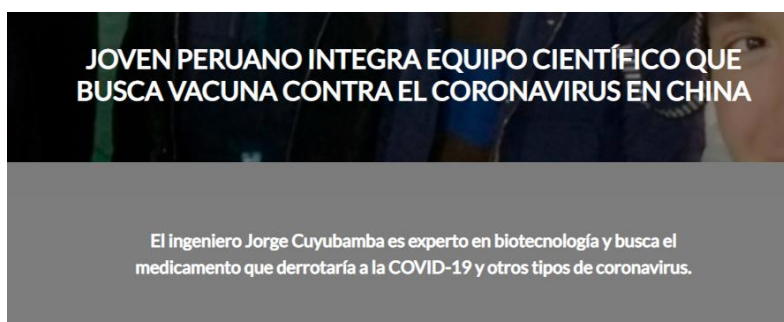 JOVEN PERUANO INTEGRA EQUIPO CIENTÍFICO QUE
BUSCA VACUNA CONTRA EL CORONAVIRUS EN CHINA
El ingeniero Jorge Cuyubamba es experto en biotecnología y busca el
medicamento que derrotaría a la COVID-19 y otros tipos de coronavirus.